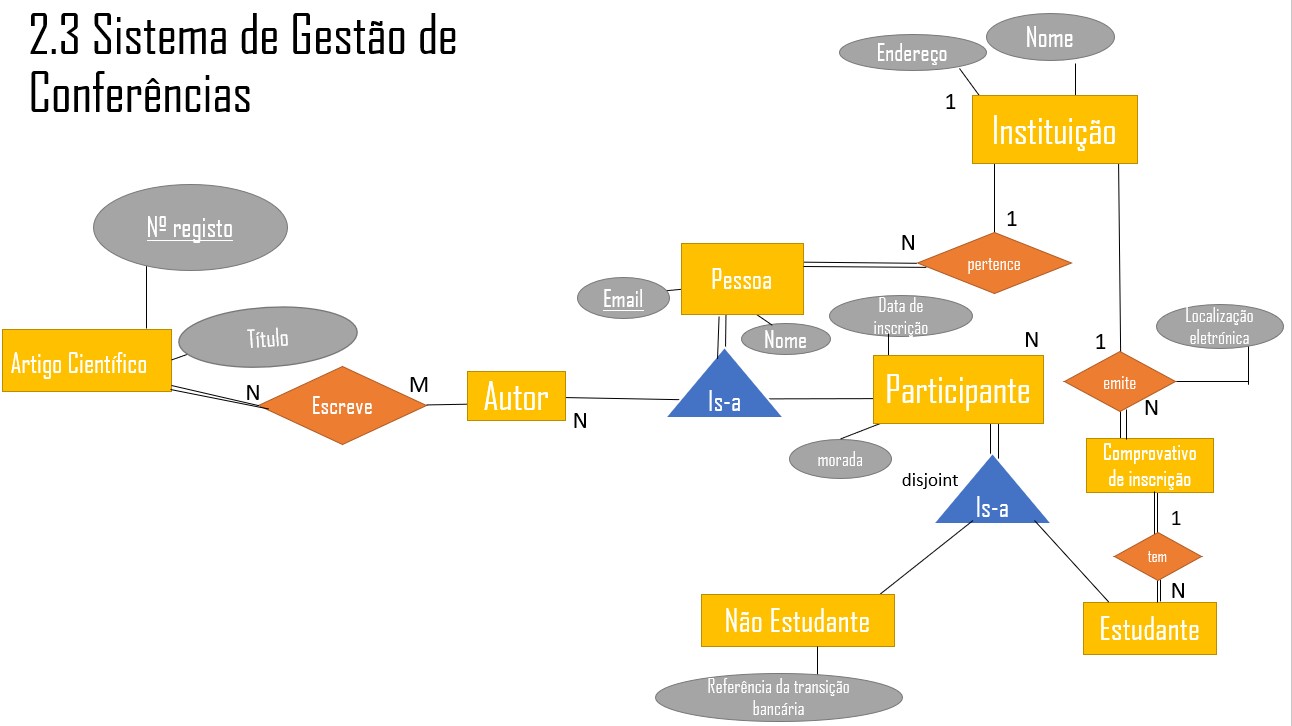 2.3 Sistema de Gestão de
Conferências
Endereço
Nome
1
Instituição
Nº registo
1
N
pertence
Pessoa
Email
Nome
Data de
inscrição
Localização
eletrónica
Título
Artigo Científico
N
Escreve
M
Autor
N
Is-a
N
Participante
1
emite
N
morada
disjoint
Is-a
Comprovativo
de inscrição
1
tem
N
Não Estudante
Estudante
Referência da transição
bancária